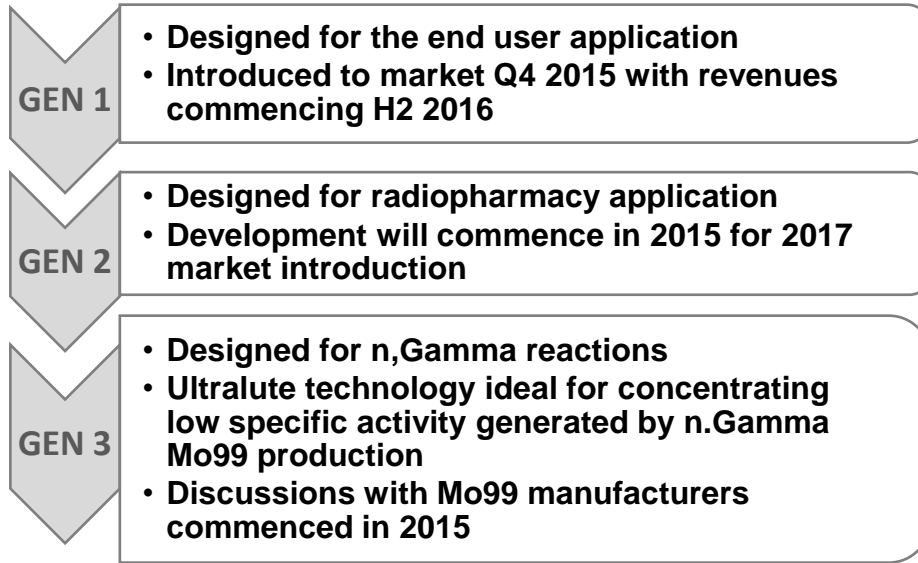 GEN 1
• Designed for the end user application
• Introduced to market Q4 2015 with revenues
commencing H2 2016
GEN 2
• Designed for radiopharmacy application
• Development will commence in 2015 for 2017
market introduction
GEN 3
• Designed for n,Gamma reactions
• Ultralute technology ideal for concentrating
low specific activity generated by n.Gamma
Mo99 production
• Discussions with Mo99 manufacturers
commenced in 2015